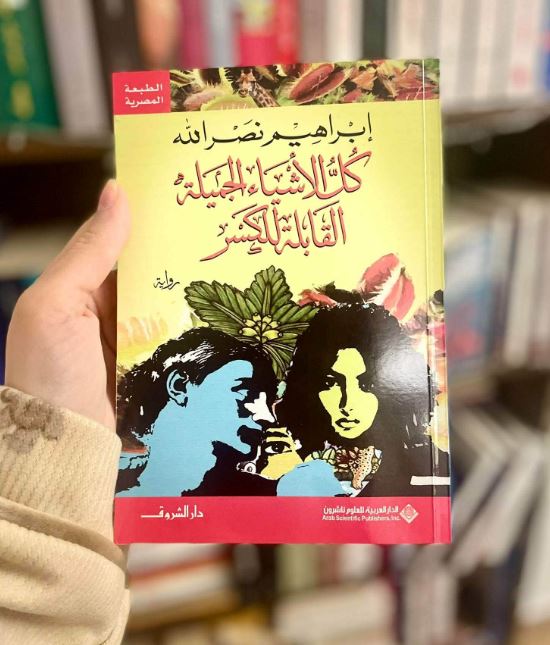 الطبعة
المصرية
إبراهيم نصر الله
كُلُّ الأشياء الجميلة
القابلة للكسر
رواية
دار الشروق
الدار العربية للعلوم ناشرون
Arab Scientific Publishers, Inc.